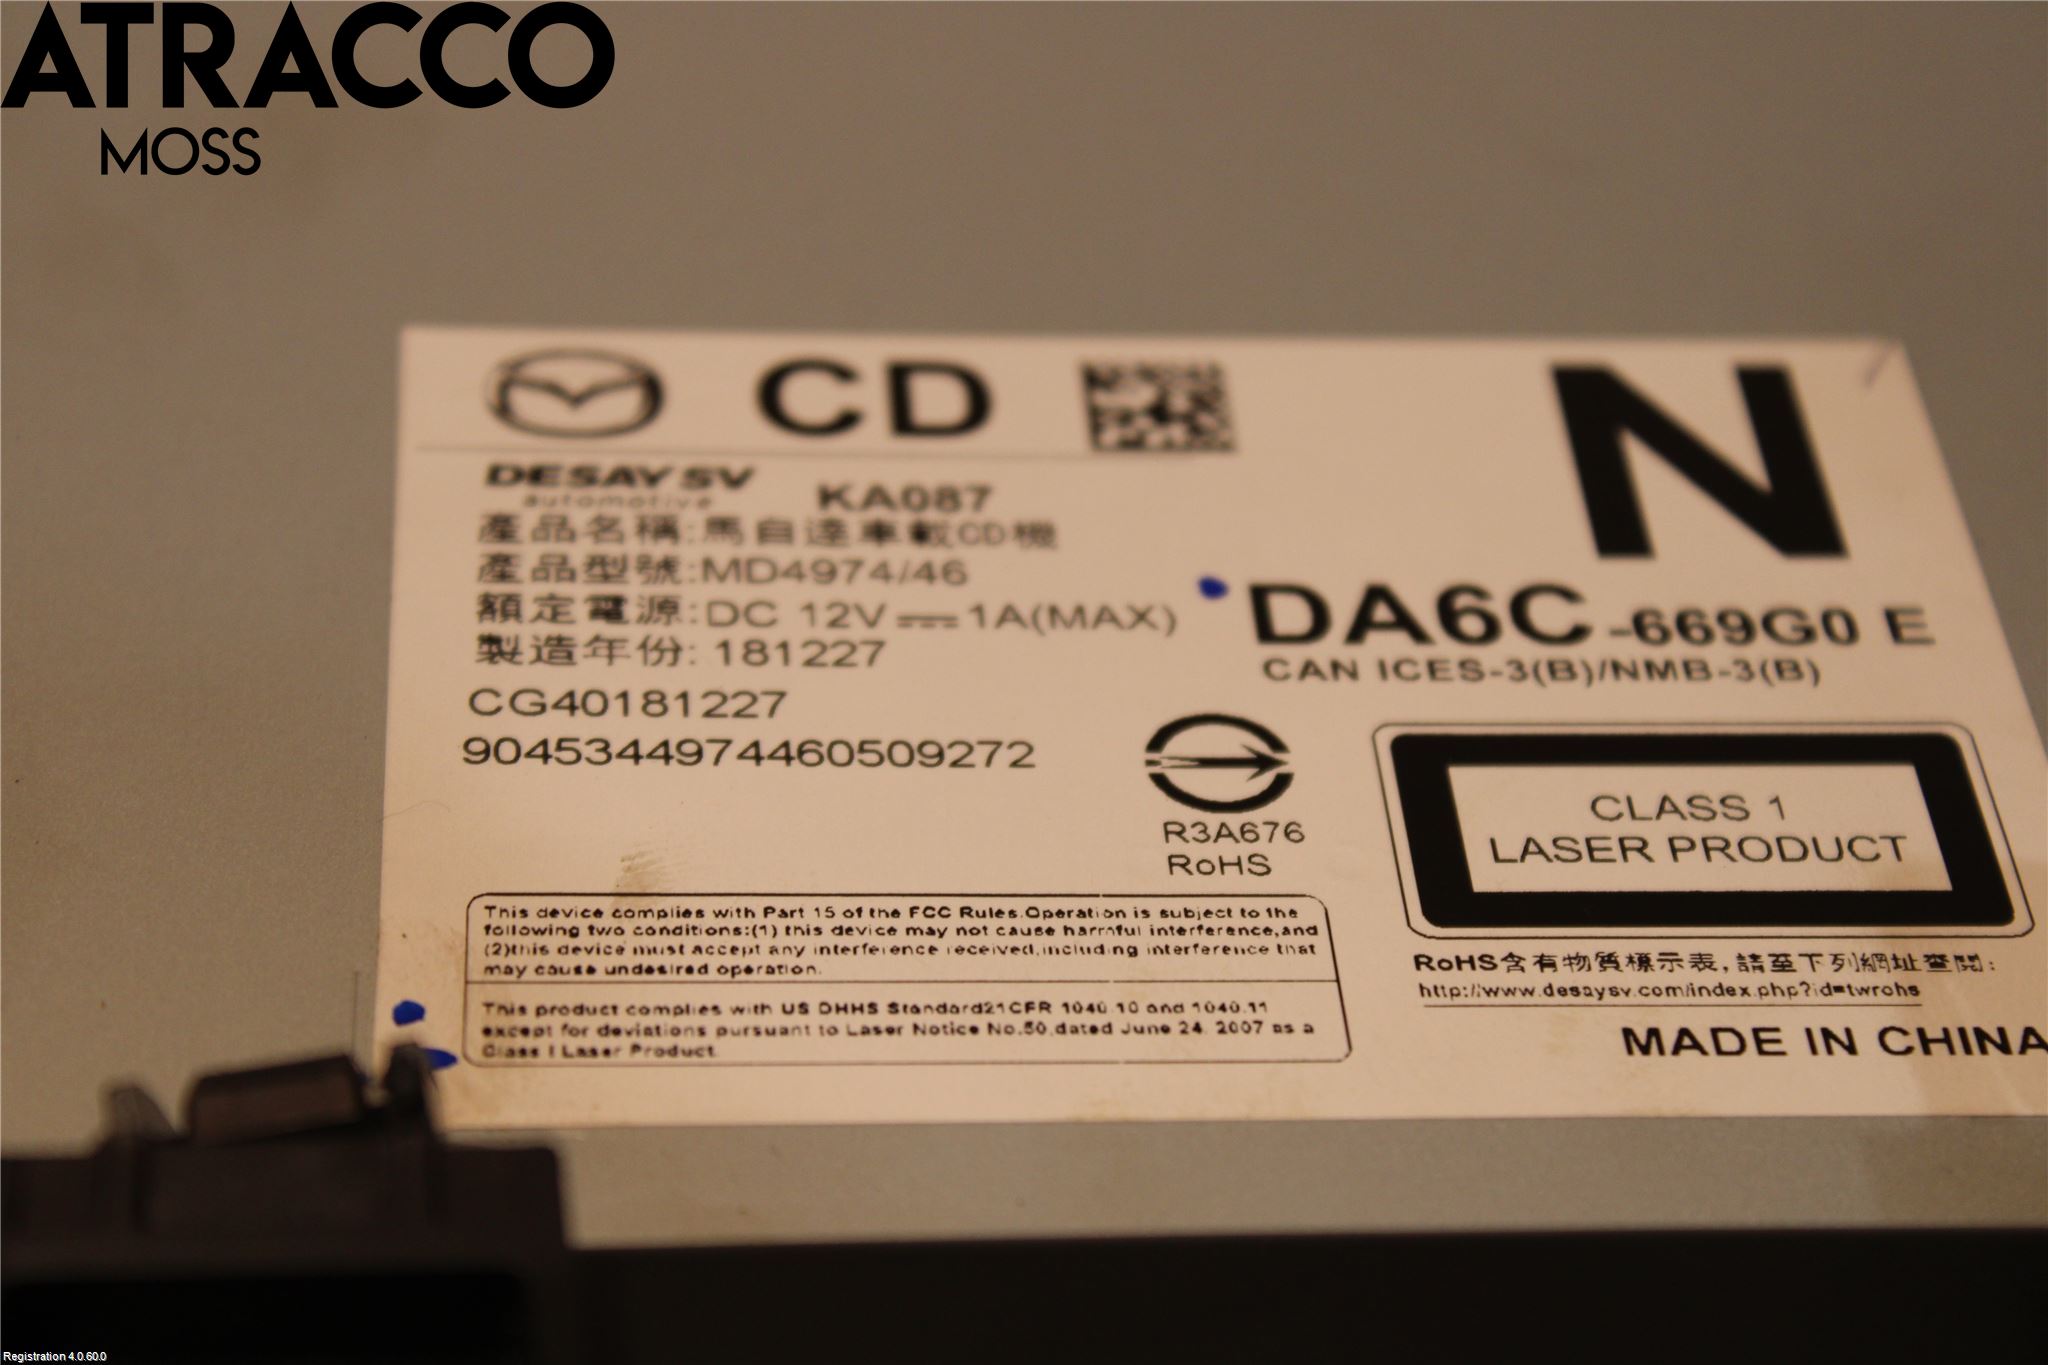 ATRACCO
MOSS
CD
N
DESAY SV
automotive
KA087
產品名稱:馬自達車載CD機
產品型號:MD4974/46
額定電源:DC 12V⎓1A(MAX)
製造年份: 181227
CG40181227
9045344974460509272
DA6C-669G0 E
CAN ICES-3(B)/NMB-3(B)
R3A676
RoHS
CLASS 1
LASER PRODUCT
This device complies with Part 15 of the FCC Rules.Operation is subject to the
following two conditions:(1) this device may not cause harmful interference,and
(2)this device must accept any interference received,including interference that
may cause undesired operation.
This product complies with US DHHS Standard21CFR 1040.10 and 1040.11
except for deviations pursuant to Laser Notice No.50,dated June 24, 2007 as a
Class I Laser Product.
RoHS含有物質標示表,請至下列網址查閱:
http://www.desaysv.com/index.php?id=twrohs
MADE IN CHINA
Registration 4.0.60.0